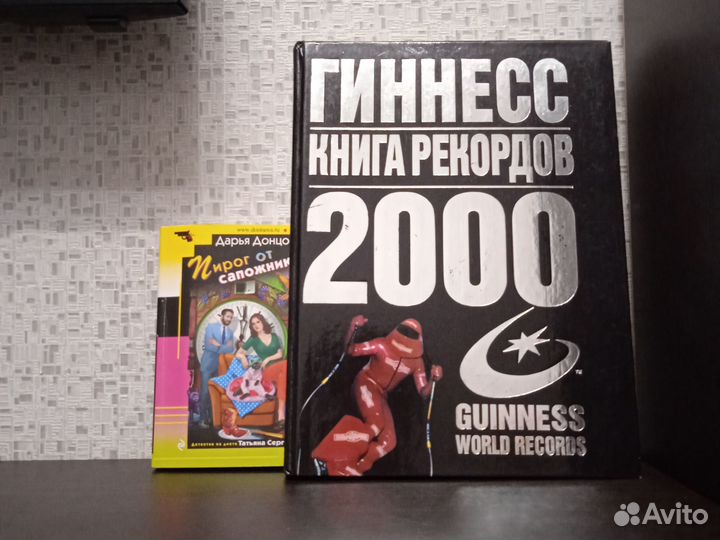 www.dontsova.ru
Дарья Донцо
Пирог от
сапожник
Детектив на диете Татьяна Серг
ГИННЕСС
КНИГА РЕКОРДОВ
2000
TM
GUINNESS
WORLD RECORDS
Avito